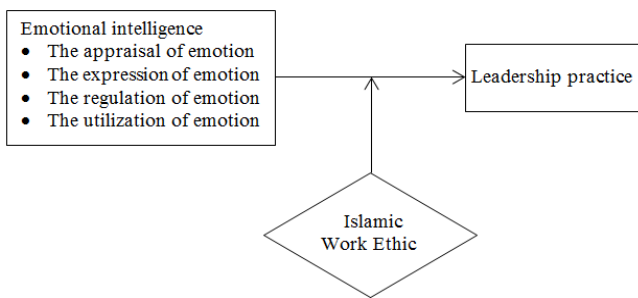 Emotional intelligence
● The appraisal of emotion
● The expression of emotion
● The regulation of emotion
● The utilization of emotion
Leadership practice
Islamic
Work Ethic